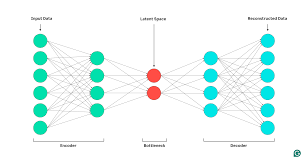 Input Data
Latent Space
Reconstructed Data
Encoder
Bottleneck
Decoder